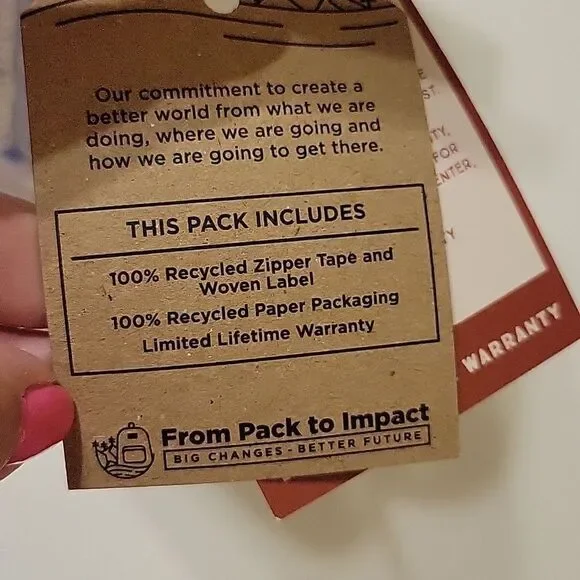 Our commitment to create a
better world from what we are
doing, where we are going and
how we are going to get there.
THIS PACK INCLUDES
100% Recycled Zipper Tape and
Woven Label
100% Recycled Paper Packaging
Limited Lifetime Warranty
From Pack to Impact
BIG CHANGES - BETTER FUTURE
FOR
WARRANTY